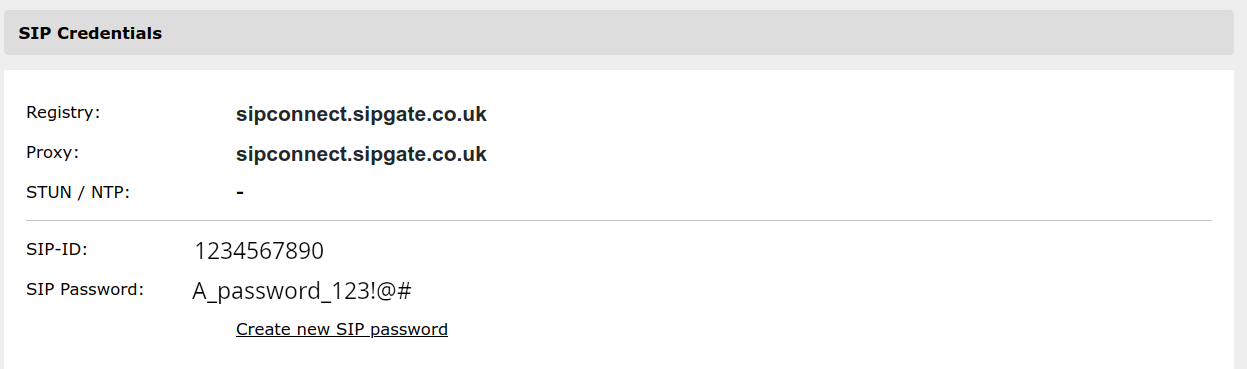 SIP Credentials
Registry: sipconnect.sipgate.co.uk
Proxy: sipconnect.sipgate.co.uk
STUN / NTP: -
SIP-ID: 1234567890
SIP Password: A_password_123!@#
Create new SIP password